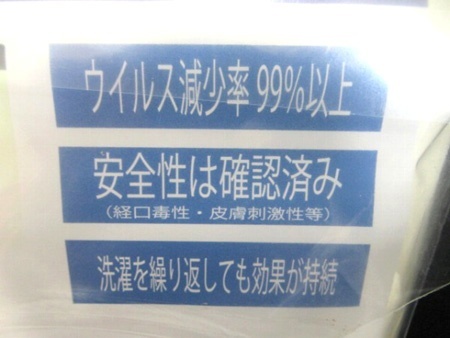 ウイルス減少率 99%以上
安全性は確認済み
(経口毒性・皮膚刺激性等)
洗濯を繰り返しても効果が持続